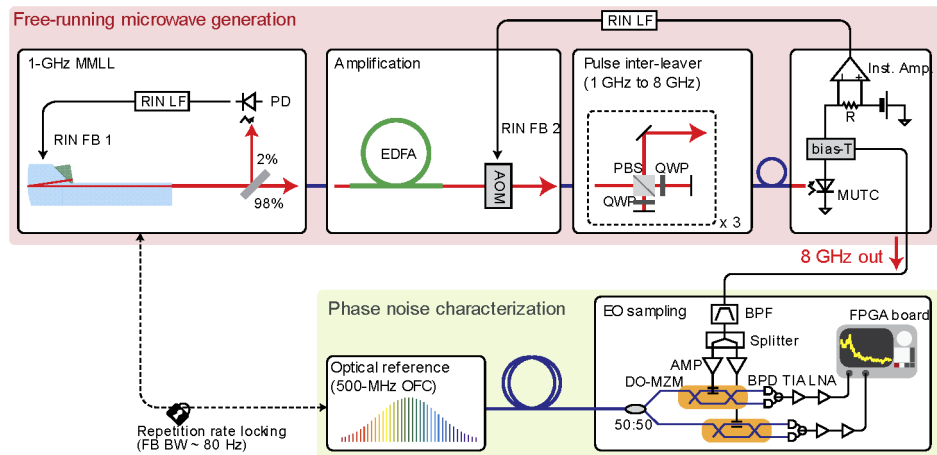 Free-running microwave generation
RIN LF
1-GHz MMLL
RIN LF
PD
RIN FB 1
2%
98%
Amplification
EDFA
RIN FB 2
AOM
Pulse inter-leaver
(1 GHz to 8 GHz)
PBS
QWP
QWP
x 3
Inst. Amp.
- +
R
bias-T
MUTC
8 GHz out
Phase noise characterization
Optical reference
(500-MHz OFC)
EO sampling
BPF
Splitter
AMP
DO-MZM
BPD TIA LNA
FPGA board
50:50
Repetition rate locking
(FB BW ~ 80 Hz)